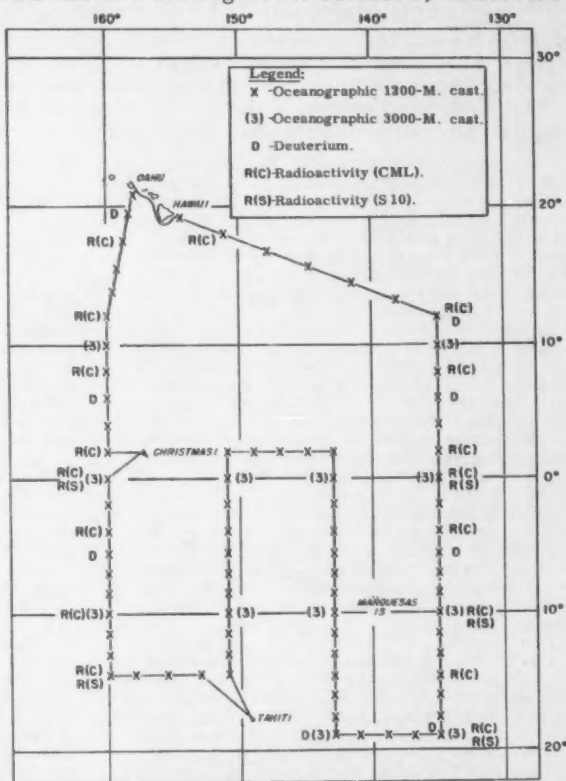 160° 150° 140° 130°
30°
Legend:
x -Oceanographic 1200-M. cast.
(3) -Oceanographic 3000-M. cast.
D -Deuterium.
R(C)-Radioactivity (CML).
R(S)-Radioactivity (S10).
OAHU
HAWAII
20°
D
R(C) R(C)
R(C) R(C)
D
(3) (3) 10°
R(C) R(C)
D D
R(C) CHRISTMAS I R(C)
R(C) R(C)
R(S) (3) (3) (3) (3) R(S) 0°
R(C) R(C)
D D
MARQUESAS
IS
R(C)(3) (3) (3) (3) R(C) 10°
R(S)
R(C) R(C)
R(S)
TAHITI
D(3) D (3) R(C)
R(S)
20°